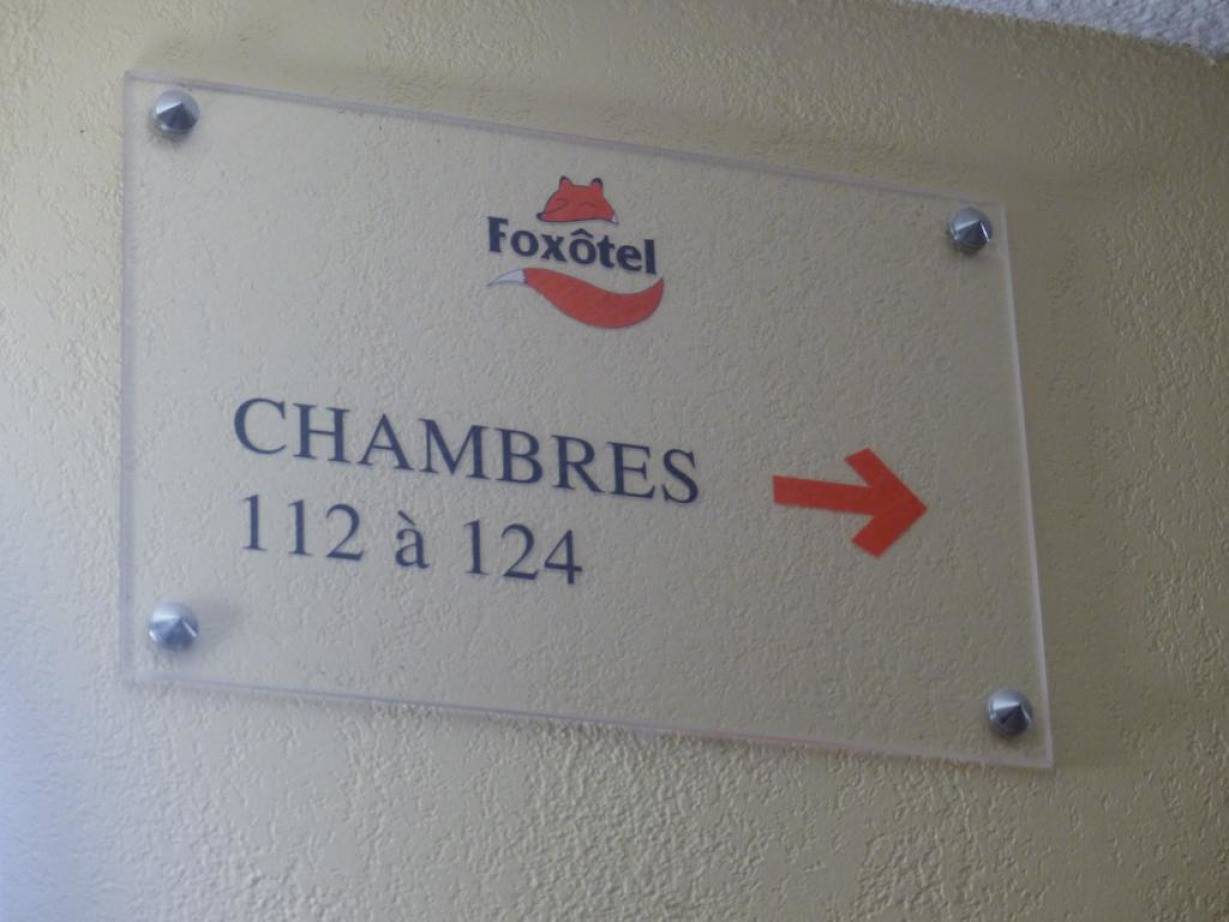 Foxôtel
CHAMBRES
112 à 124